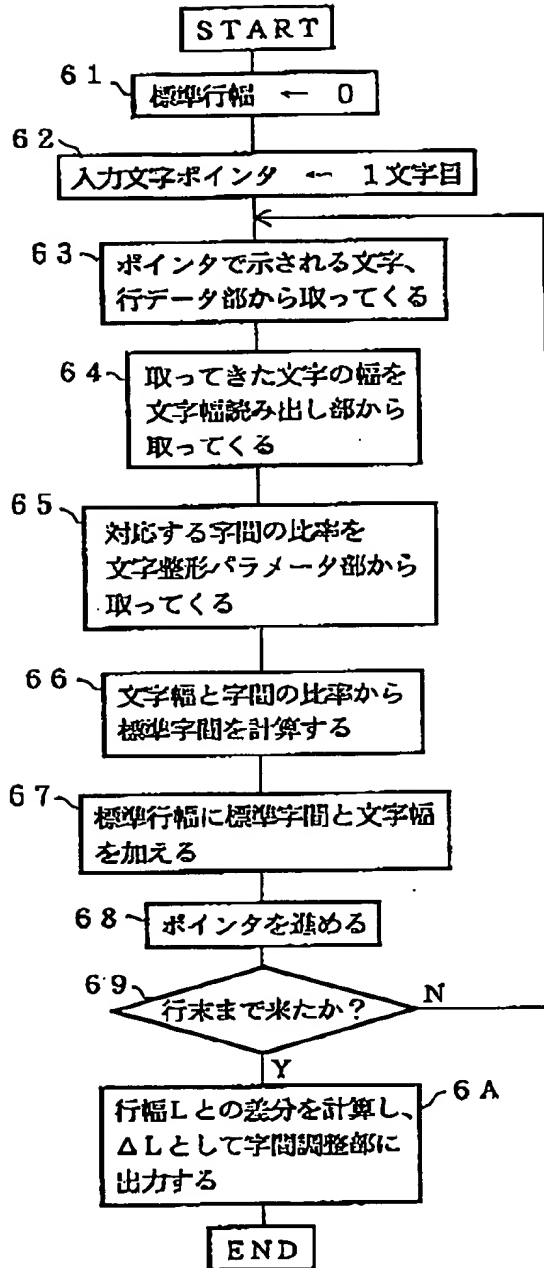 START
61
標準行幅 ← 0
62
入力文字ポインタ ← 1文字目
63
ポインタで示される文字、
行データ部から取ってくる
64
取ってきた文字の幅を
文字幅読み出し部から
取ってくる
65
対応する字間の比率を
文字整形パラメータ部から
取ってくる
66
文字幅と字間の比率から
標準字間を計算する
67
標準行幅に標準字間と文字幅
を加える
68
ポインタを進める
69
行末まで来たか？
N
Y
6A
行幅Lとの差分を計算し、
ΔLとして字間調整部に
出力する
END